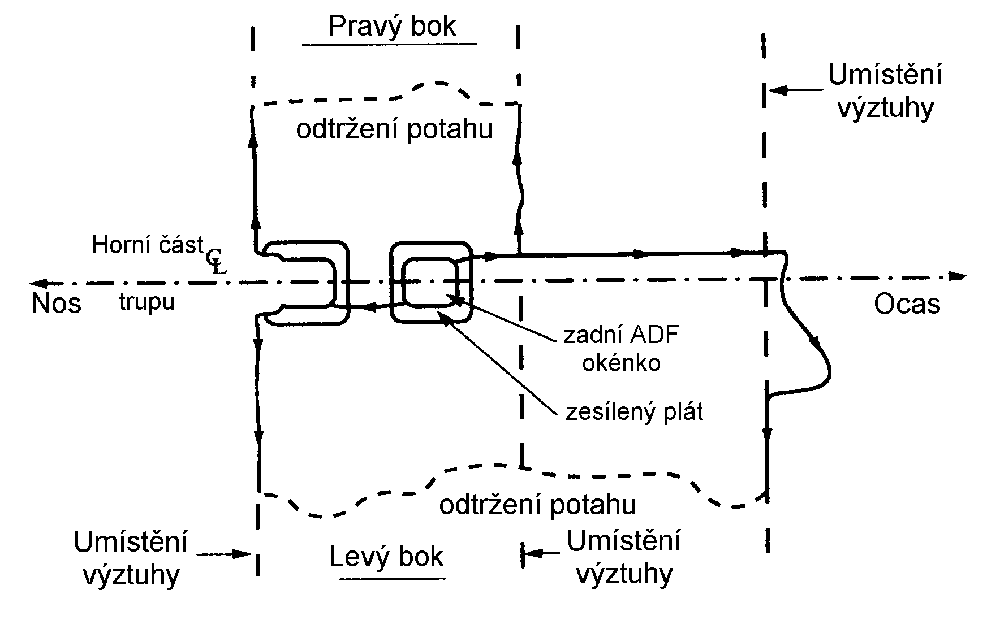 Pravý bok
Umístění
výztuhy
odtržení potahu
Horní část ℄
Nos
trupu
Ocas
zadní ADF
okénko
zesílený plát
odtržení potahu
Umístění
výztuhy
Levý bok
Umístění
výztuhy